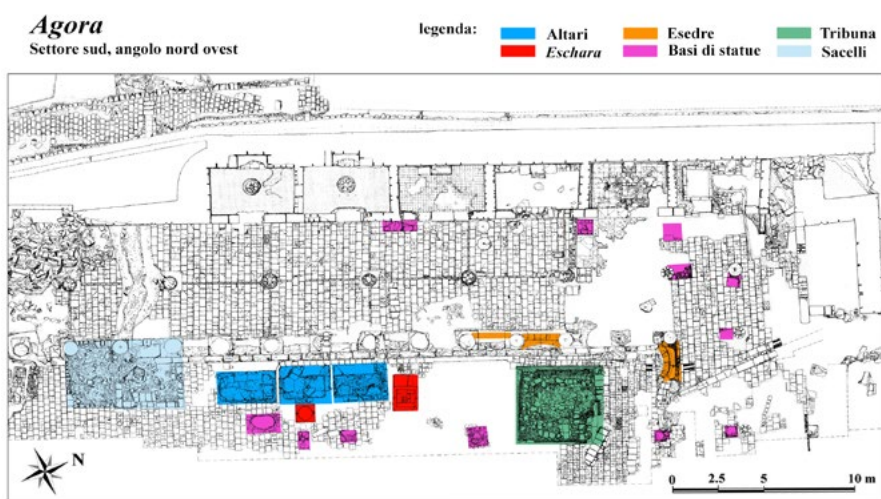 Agora
Settore sud, angolo nord ovest
legenda:
Altari
Esedre
Tribuna
Eschara
Basi di statue
Sacelli
N
0 2.5 5 10 m